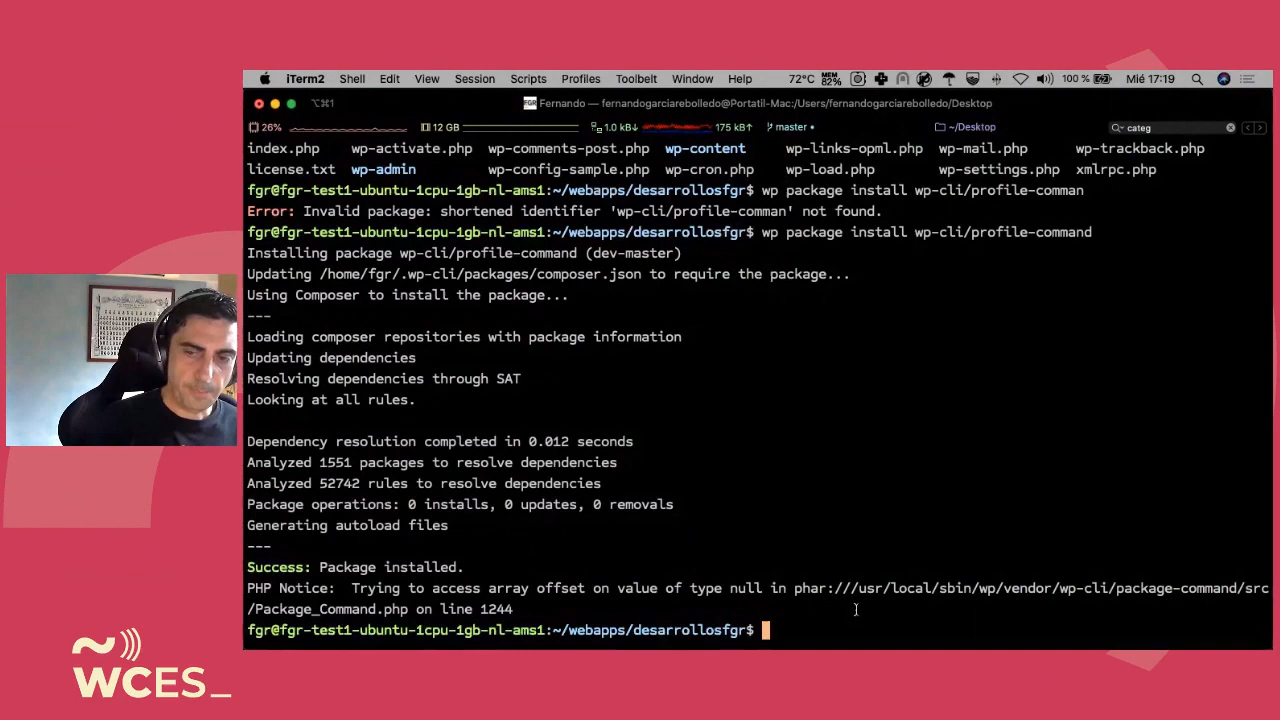 iTerm2 Shell Edit View Session Scripts Profiles Toolbelt Window Help 72°C MEM 82% 100 % Mié 17:19
⌥⌘1 FGR Fernando — fernandogarciarebolledo@Portatil-Mac:/Users/fernandogarciarebolledo/Desktop
26% 12 GB 1.0 kB↓ 175 kB↑ master • ~/Desktop categ
index.php wp-activate.php wp-comments-post.php wp-content wp-links-opml.php wp-mail.php wp-trackback.php
license.txt wp-admin wp-config-sample.php wp-cron.php wp-load.php wp-settings.php xmlrpc.php
fgr@fgr-test1-ubuntu-1cpu-1gb-nl-ams1:~/webapps/desarrollosfgr$ wp package install wp-cli/profile-comman
Error: Invalid package: shortened identifier 'wp-cli/profile-comman' not found.
fgr@fgr-test1-ubuntu-1cpu-1gb-nl-ams1:~/webapps/desarrollosfgr$ wp package install wp-cli/profile-command
Installing package wp-cli/profile-command (dev-master)
Updating /home/fgr/.wp-cli/packages/composer.json to require the package...
Using Composer to install the package...
---
Loading composer repositories with package information
Updating dependencies
Resolving dependencies through SAT
Looking at all rules.
Dependency resolution completed in 0.012 seconds
Analyzed 1551 packages to resolve dependencies
Analyzed 52742 rules to resolve dependencies
Package operations: 0 installs, 0 updates, 0 removals
Generating autoload files
---
Success: Package installed.
PHP Notice:  Trying to access array offset on value of type null in phar:///usr/local/sbin/wp/vendor/wp-cli/package-command/src
/Package_Command.php on line 1244
fgr@fgr-test1-ubuntu-1cpu-1gb-nl-ams1:~/webapps/desarrollosfgr$
WCES_